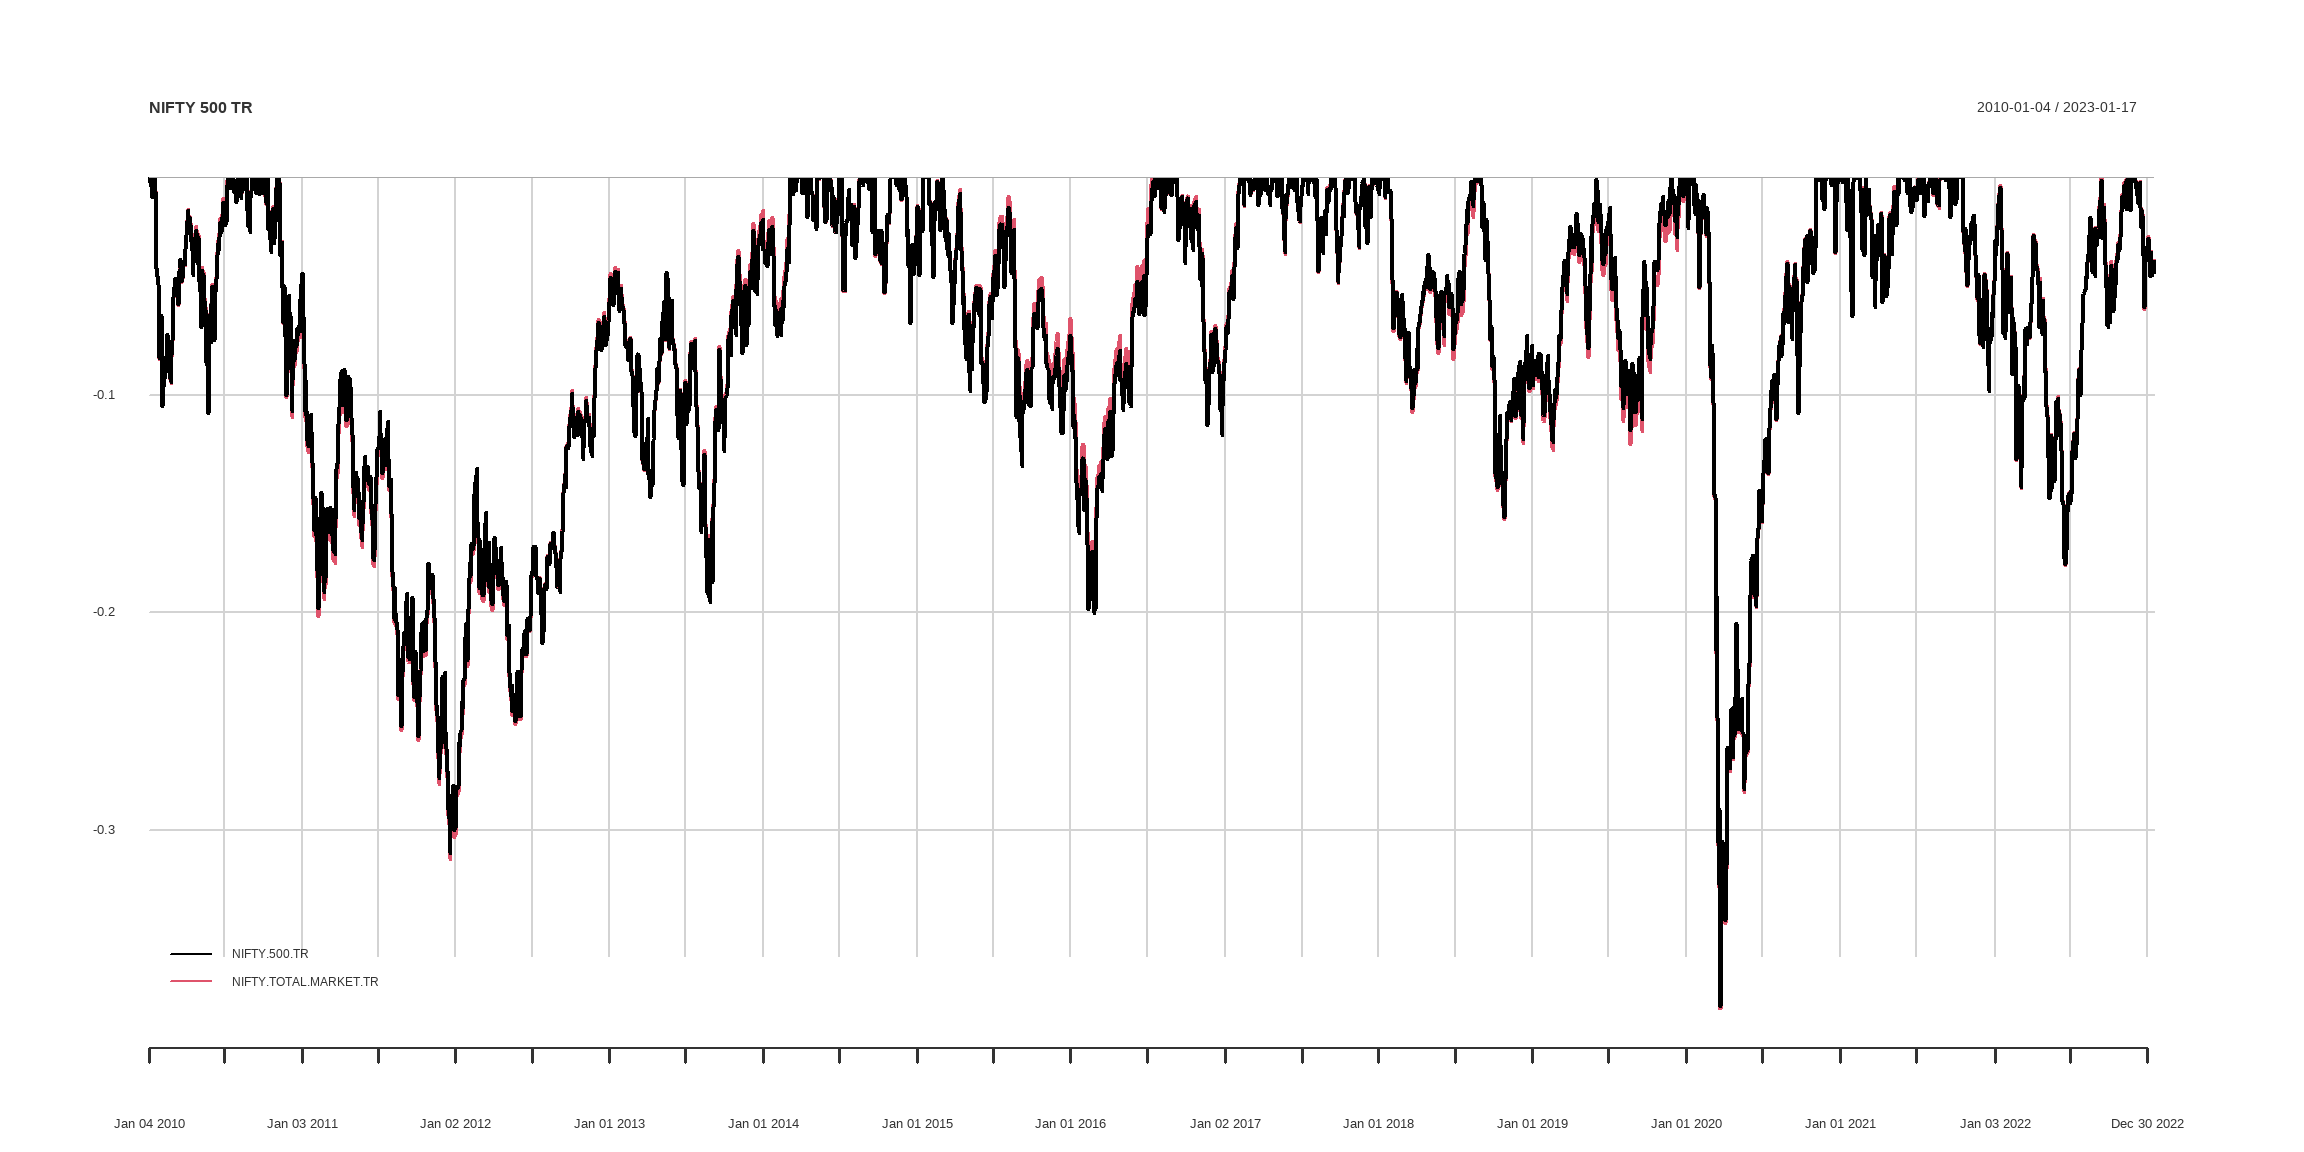 NIFTY 500 TR
2010-01-04 / 2023-01-17
-0.1
-0.2
-0.3
NIFTY.500.TR
NIFTY.TOTAL.MARKET.TR
Jan 04 2010
Jan 03 2011
Jan 02 2012
Jan 01 2013
Jan 01 2014
Jan 01 2015
Jan 01 2016
Jan 02 2017
Jan 01 2018
Jan 01 2019
Jan 01 2020
Jan 01 2021
Jan 03 2022
Dec 30 2022